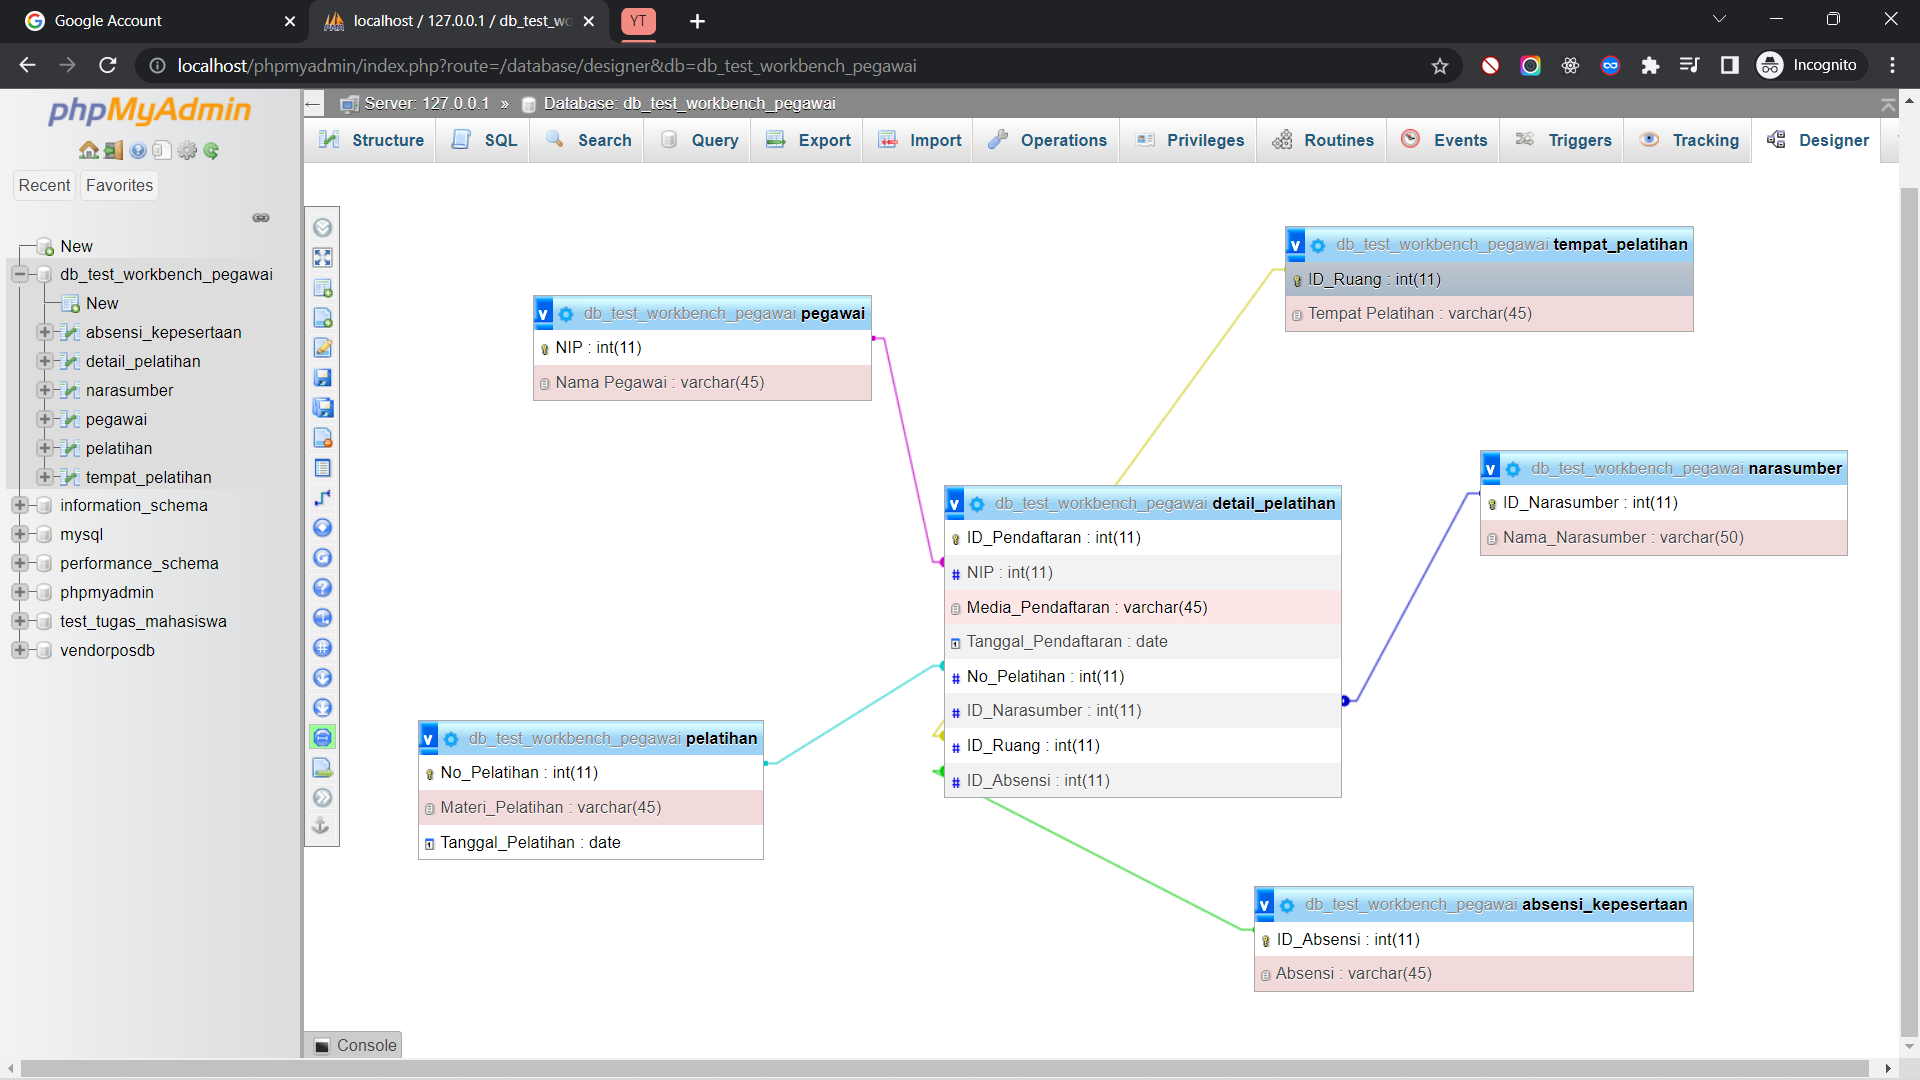 Google Account
localhost / 127.0.0.1 / db_test_wo
YT
localhost/phpmyadmin/index.php?route=/database/designer&db=db_test_workbench_pegawai
Incognito
phpMyAdmin
Recent
Favorites
New
db_test_workbench_pegawai
New
absensi_kepesertaan
detail_pelatihan
narasumber
pegawai
pelatihan
tempat_pelatihan
information_schema
mysql
performance_schema
phpmyadmin
test_tugas_mahasiswa
vendorposdb
Server: 127.0.0.1 » Database: db_test_workbench_pegawai
Structure
SQL
Search
Query
Export
Import
Operations
Privileges
Routines
Events
Triggers
Tracking
Designer
v db_test_workbench_pegawai tempat_pelatihan
ID_Ruang : int(11)
Tempat Pelatihan : varchar(45)
v db_test_workbench_pegawai pegawai
NIP : int(11)
Nama Pegawai : varchar(45)
v db_test_workbench_pegawai narasumber
ID_Narasumber : int(11)
Nama_Narasumber : varchar(50)
v db_test_workbench_pegawai detail_pelatihan
ID_Pendaftaran : int(11)
# NIP : int(11)
Media_Pendaftaran : varchar(45)
Tanggal_Pendaftaran : date
# No_Pelatihan : int(11)
# ID_Narasumber : int(11)
# ID_Ruang : int(11)
# ID_Absensi : int(11)
v db_test_workbench_pegawai pelatihan
No_Pelatihan : int(11)
Materi_Pelatihan : varchar(45)
Tanggal_Pelatihan : date
v db_test_workbench_pegawai absensi_kepesertaan
ID_Absensi : int(11)
Absensi : varchar(45)
Console